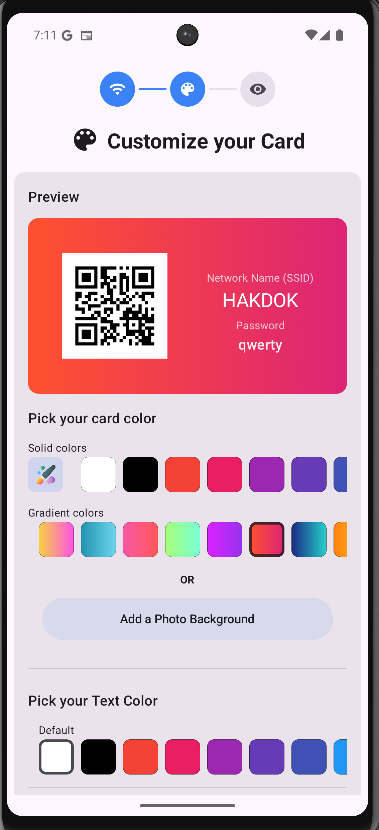 7:11
Customize your Card
Preview
Network Name (SSID)
HAKDOK
Password
qwerty
Pick your card color
Solid colors
Gradient colors
OR
Add a Photo Background
Pick your Text Color
Default